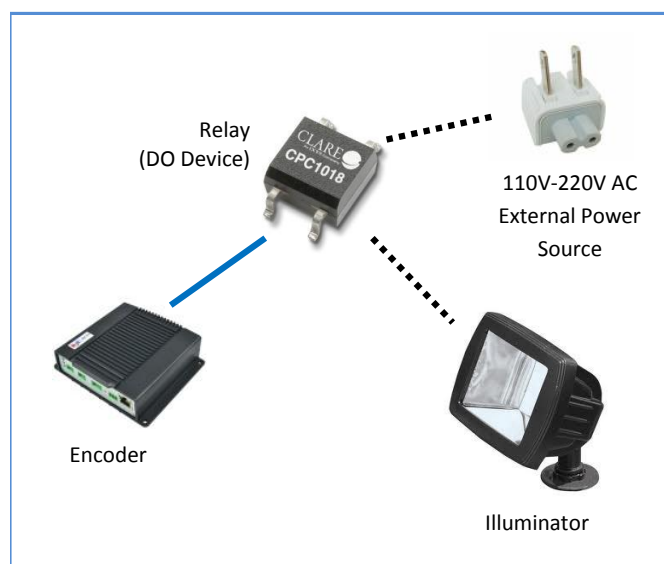 Relay
(DO Device)
CLARE
CPC1018
110V-220V AC
External Power
Source
Encoder
Illuminator